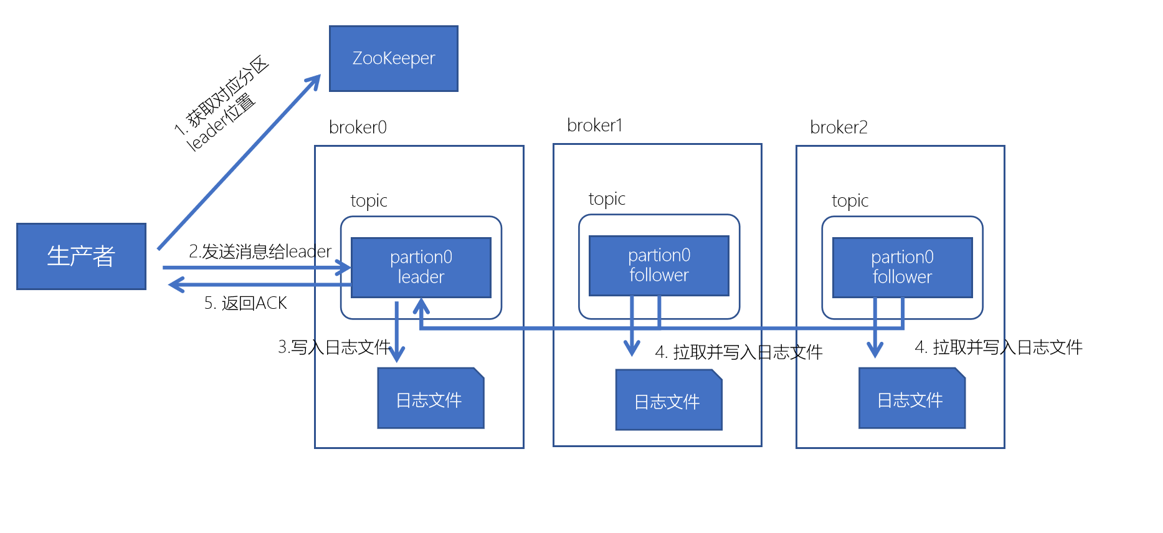 ZooKeeper
1. 获取对应分区
leader位置
broker0
broker1
broker2
topic
topic
topic
生产者
2.发送消息给leader
partion0
leader
partion0
follower
partion0
follower
5. 返回ACK
3.写入日志文件
4. 拉取并写入日志文件
4. 拉取并写入日志文件
日志文件
日志文件
日志文件